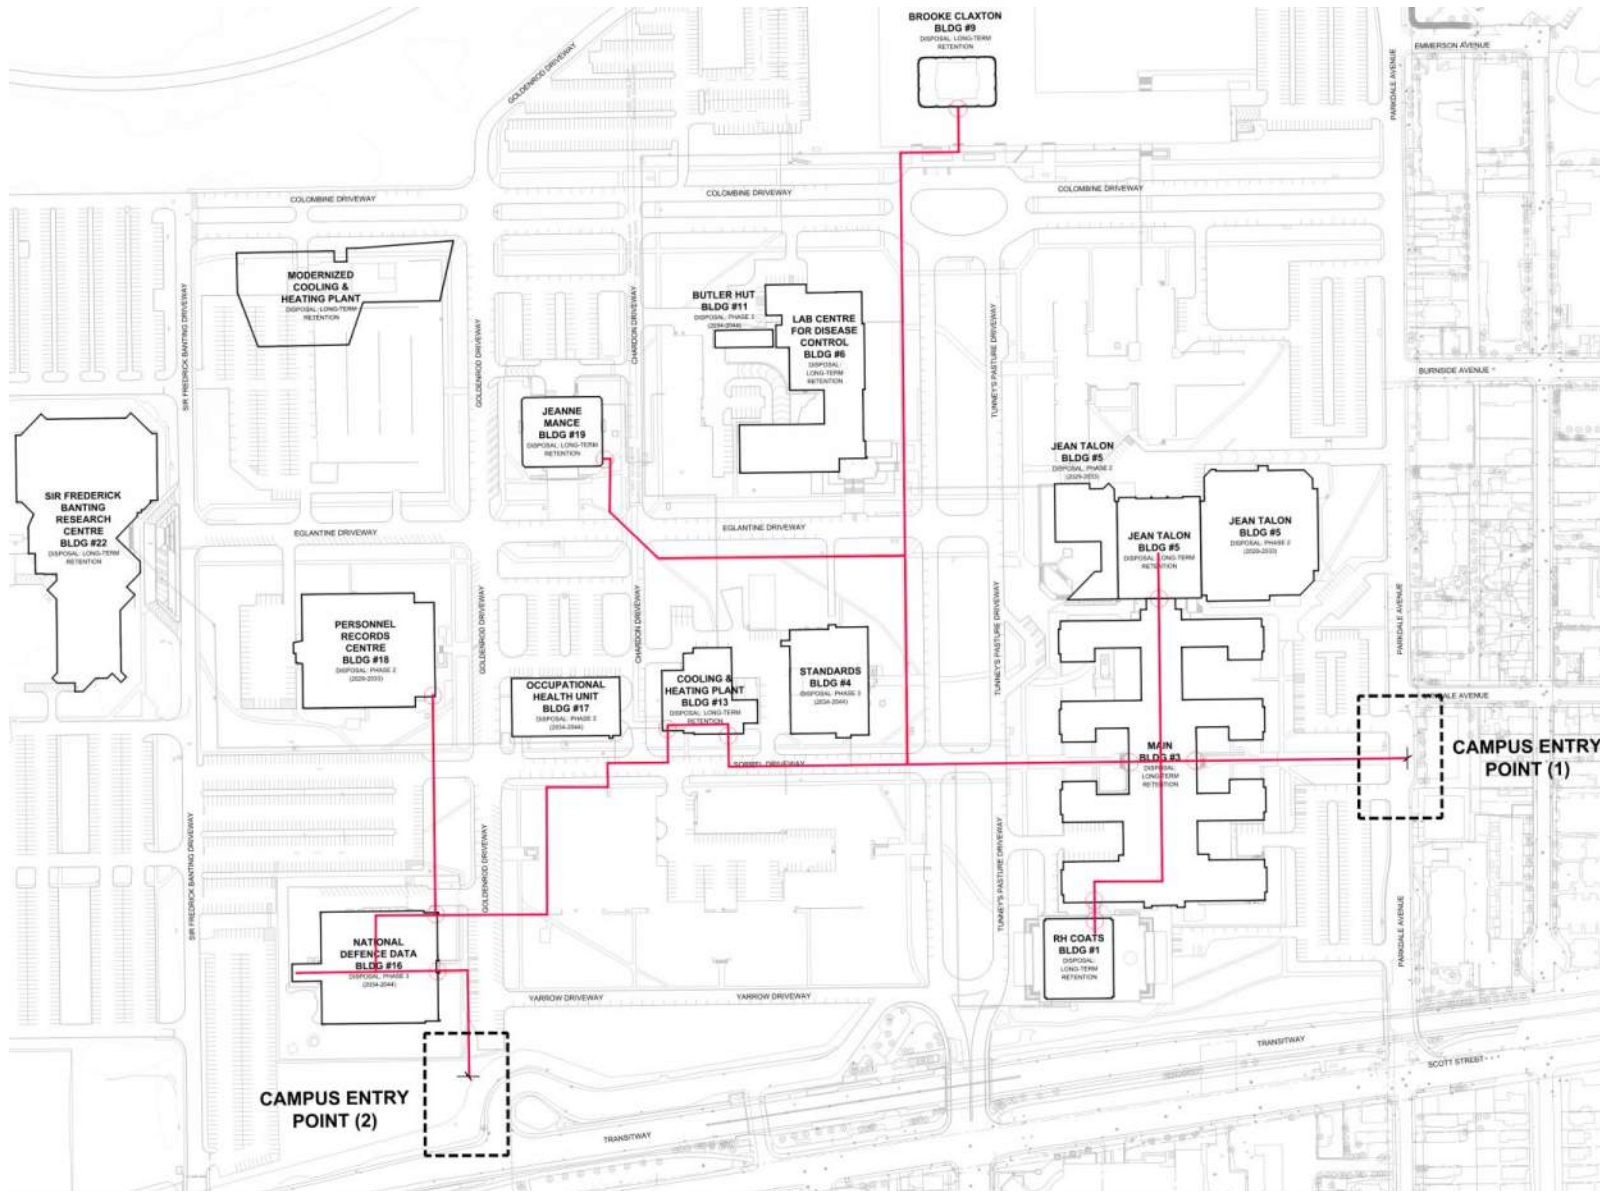 BROOKE CLAXTON
BLDG #9
DISPOSAL: LONG-TERM
RETENTION
EMMERSON AVENUE
GOLDENROD DRIVEWAY
PARKDALE AVENUE
COLOMBINE DRIVEWAY
COLOMBINE DRIVEWAY
COLOMBINE DRIVEWAY
MODERNIZED
COOLING &
HEATING PLANT
DISPOSAL: LONG-TERM
RETENTION
BUTLER HUT
BLDG #11
DISPOSAL: PHASE 3
(2034-2044)
LAB CENTRE
FOR DISEASE
CONTROL
BLDG #6
DISPOSAL:
LONG-TERM
RETENTION
SIR FREDRICK BANTING DRIVEWAY
GOLDENROD DRIVEWAY
CHARDON DRIVEWAY
TUNNEY'S PASTURE DRIVEWAY
BURNSIDE AVENUE
JEANNE
MANCE
BLDG #19
DISPOSAL: LONG-TERM
RETENTION
JEAN TALON
BLDG #5
DISPOSAL: PHASE 2
(2029-2033)
SIR FREDERICK
BANTING
RESEARCH
CENTRE
BLDG #22
DISPOSAL: LONG-TERM
RETENTION
EGLANTINE DRIVEWAY
EGLANTINE DRIVEWAY
JEAN TALON
BLDG #5
DISPOSAL: LONG-TERM
RETENTION
JEAN TALON
BLDG #5
DISPOSAL: PHASE 2
(2029-2033)
PERSONNEL
RECORDS
CENTRE
BLDG #18
DISPOSAL: PHASE 2
(2029-2033)
GOLDENROD DRIVEWAY
CHARDON DRIVEWAY
TUNNEY'S PASTURE DRIVEWAY
PARKDALE AVENUE
OCCUPATIONAL
HEALTH UNIT
BLDG #17
DISPOSAL: PHASE 3
(2034-2044)
COOLING &
HEATING PLANT
BLDG #13
DISPOSAL: LONG-TERM
RETENTION
STANDARDS
BLDG #4
DISPOSAL: PHASE 3
(2034-2044)
AVENUE
SORREL DRIVEWAY
MAIN
BLDG #3
DISPOSAL:
LONG-TERM
RETENTION
CAMPUS ENTRY
POINT (1)
SIR FREDRICK BANTING DRIVEWAY
GOLDENROD DRIVEWAY
TUNNEY'S PASTURE DRIVEWAY
PARKDALE AVENUE
NATIONAL
DEFENCE DATA
BLDG #16
DISPOSAL: PHASE 3
(2034-2044)
RH COATS
BLDG #1
DISPOSAL:
LONG-TERM
RETENTION
YARROW DRIVEWAY
YARROW DRIVEWAY
TRANSITWAY
SCOTT STREET
CAMPUS ENTRY
POINT (2)
TRANSITWAY